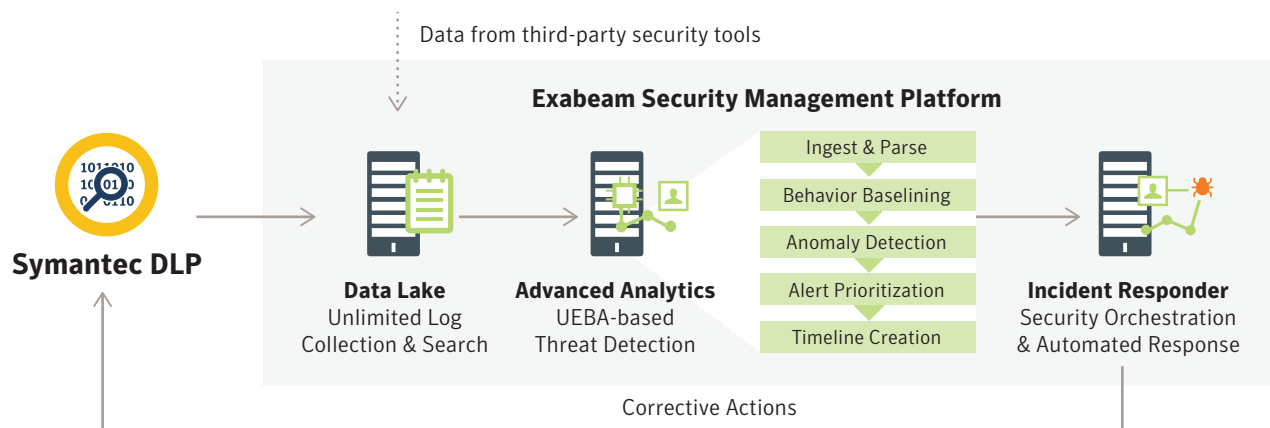 Data from third-party security tools
Exabeam Security Management Platform
1011010
Symantec DLP
Data Lake
Unlimited Log
Collection & Search
Advanced Analytics
UEBA-based
Threat Detection
Ingest & Parse
Behavior Baselining
Anomaly Detection
Alert Prioritization
Timeline Creation
Incident Responder
Security Orchestration
& Automated Response
Corrective Actions